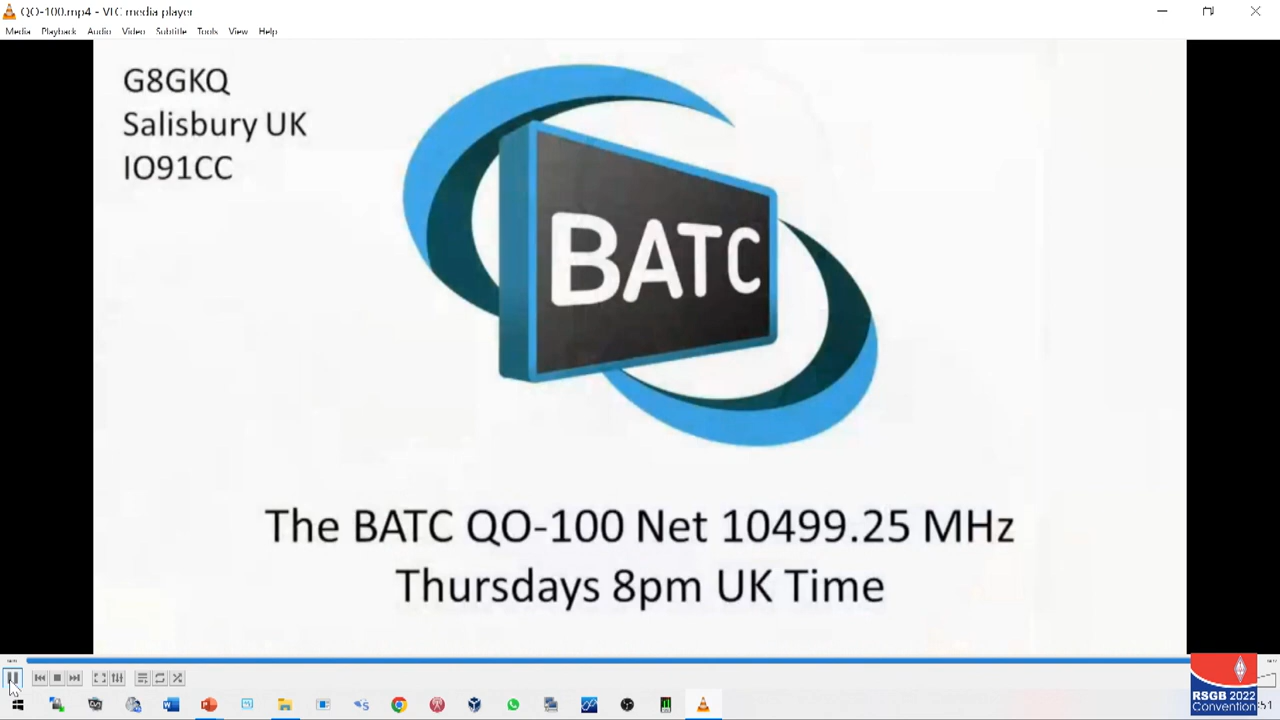 QO-100.mp4 - VLC media player
Media Playback Audio Video Subtitle Tools View Help
G8GKQ
Salisbury UK
IO91CC
BATC
The BATC QO-100 Net 10499.25 MHz
Thursdays 8pm UK Time
RSGB 2022
Convention
:51